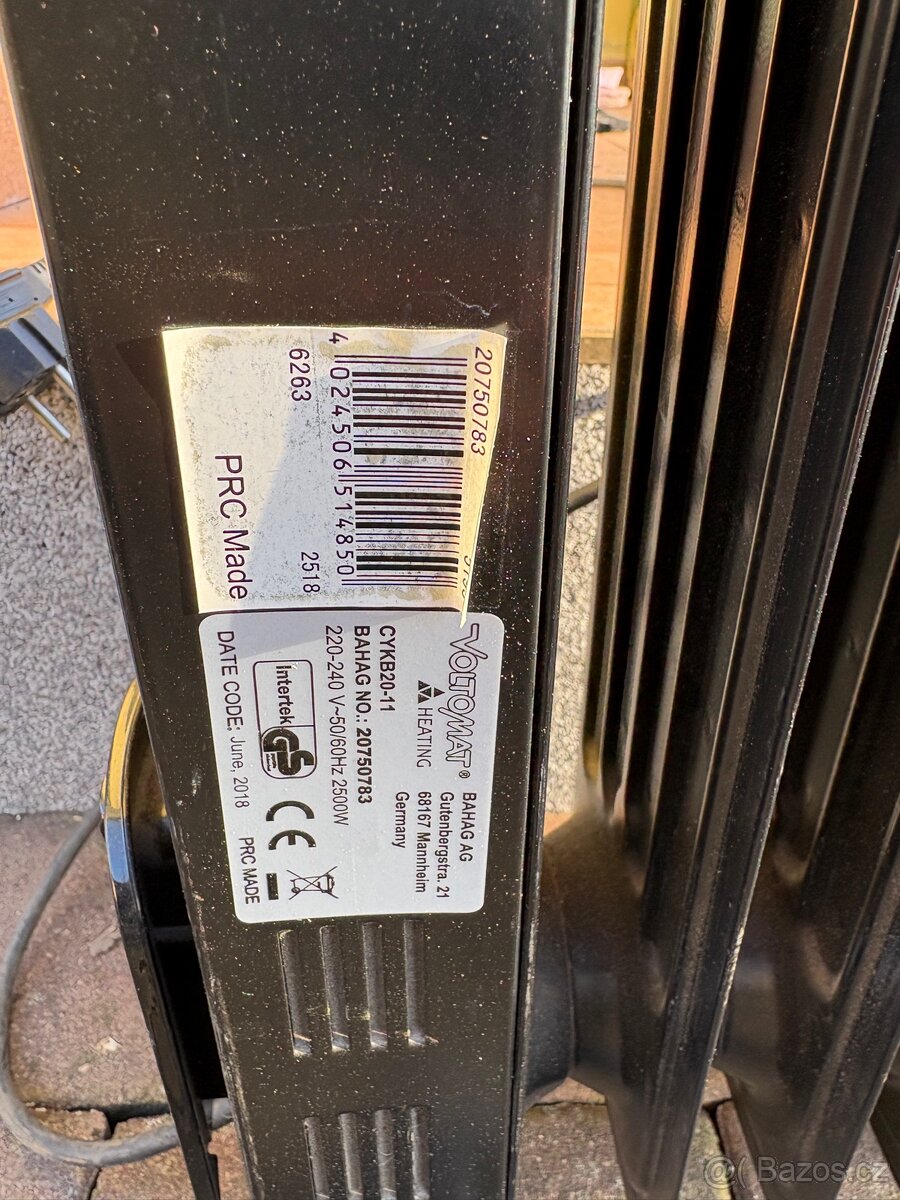 20750783
4 024506 514850
6263
2518
PRC Made
VOLTOMAT®
HEATING
BAHAG AG
Gutenbergstra. 21
68167 Mannheim
Germany
CYKB20-11
BAHAG NO.: 20750783
220-240 V~50/60Hz 2500W
Intertek
GS
CE
DATE CODE: June, 2018
PRC MADE
@( Bazos.cz